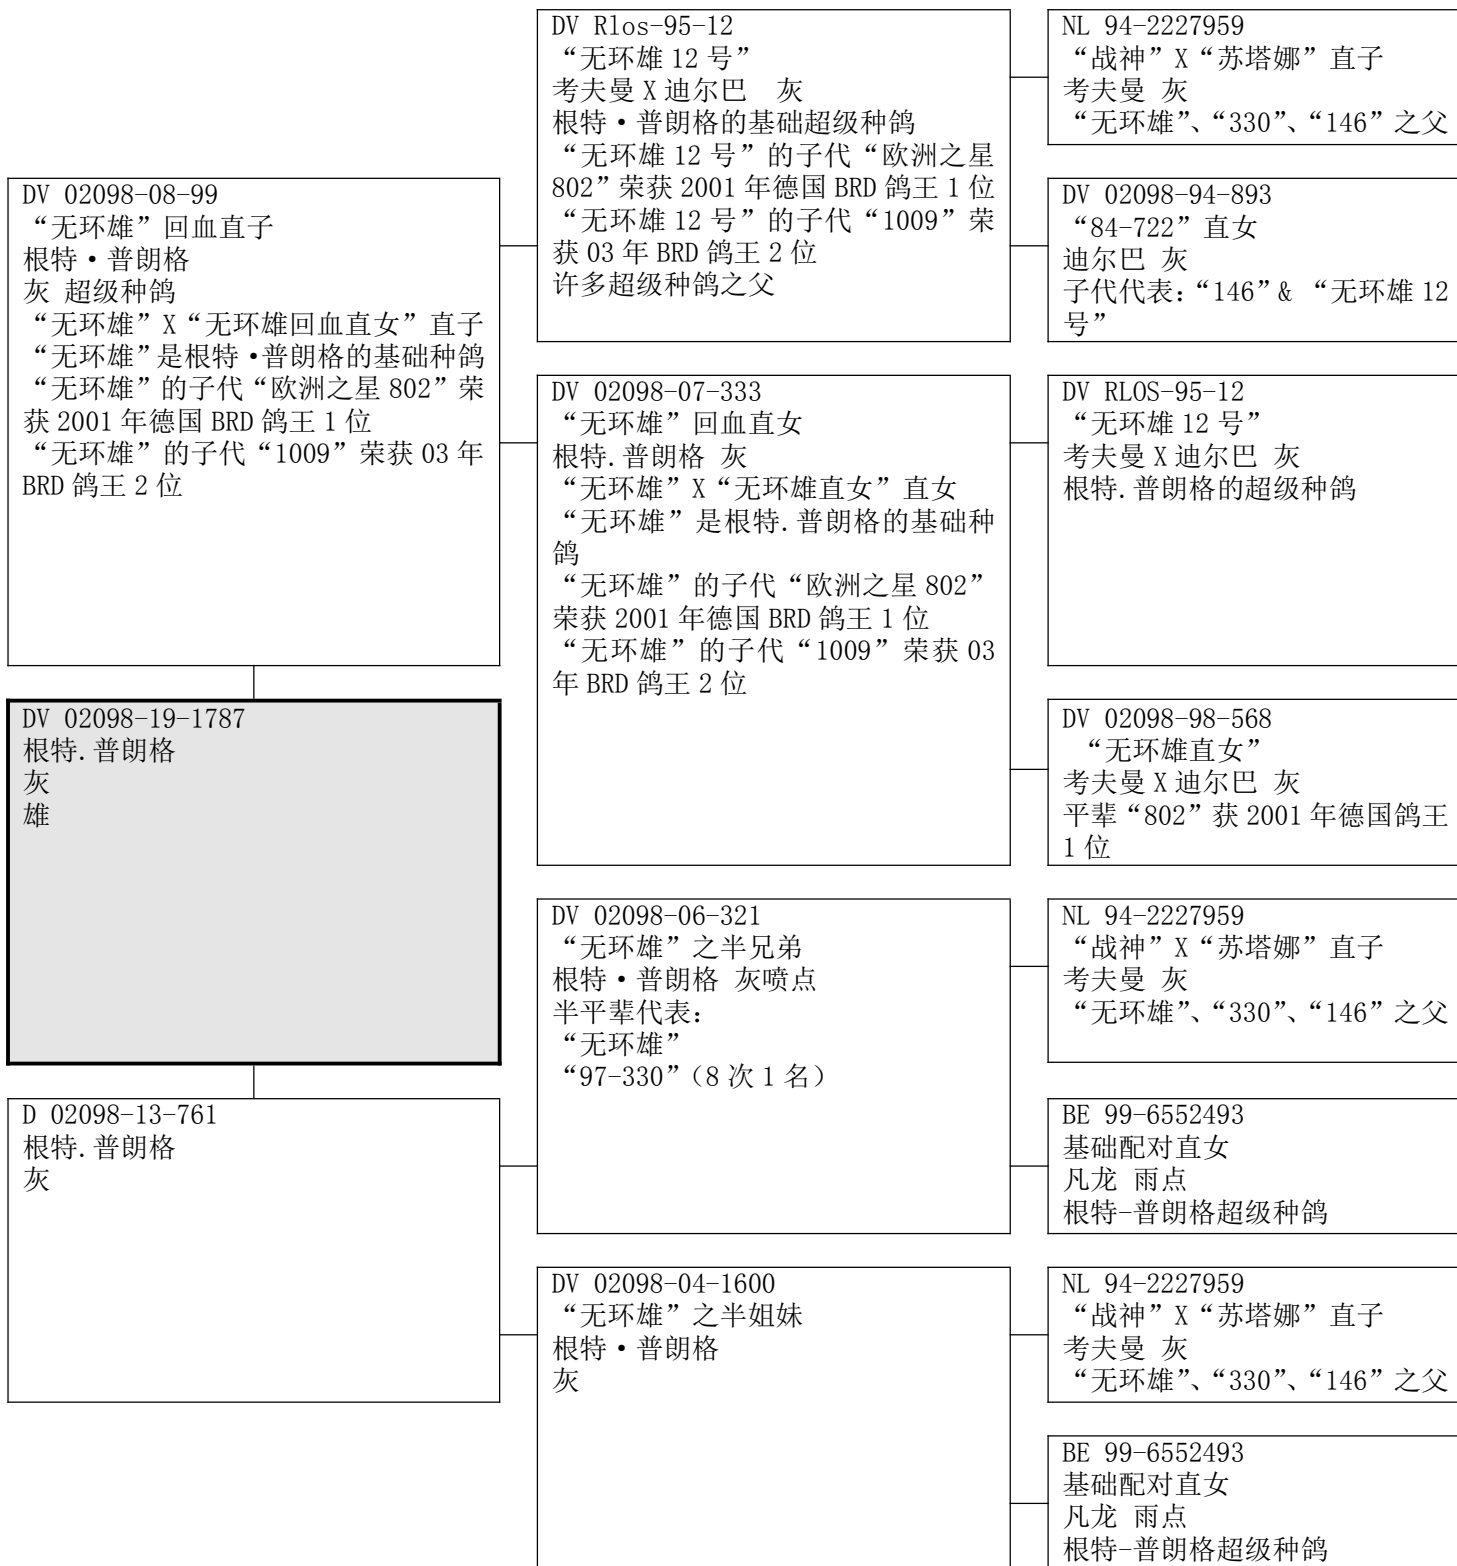 DV 02098-08-99
“无环雄”回血直子
根特·普朗格
灰 超级种鸽
“无环雄”X“无环雄回血直女”直子
“无环雄”是根特·普朗格的基础种鸽
“无环雄”的子代“欧洲之星 802”荣
获 2001 年德国 BRD 鸽王 1 位
“无环雄”的子代“1009”荣获 03 年
BRD 鸽王 2 位
DV 02098-19-1787
根特.普朗格
灰
雄
D 02098-13-761
根特.普朗格
灰
DV Rlos-95-12
“无环雄 12 号”
考夫曼 X 迪尔巴 灰
根特·普朗格的基础超级种鸽
“无环雄 12 号”的子代“欧洲之星
802”荣获 2001 年德国 BRD 鸽王 1 位
“无环雄 12 号”的子代“1009”荣
获 03 年 BRD 鸽王 2 位
许多超级种鸽之父
DV 02098-07-333
“无环雄”回血直女
根特.普朗格 灰
“无环雄”X“无环雄直女”直女
“无环雄”是根特.普朗格的基础种
鸽
“无环雄”的子代“欧洲之星 802”
荣获 2001 年德国 BRD 鸽王 1 位
“无环雄”的子代“1009”荣获 03
年 BRD 鸽王 2 位
DV 02098-06-321
“无环雄”之半兄弟
根特·普朗格 灰喷点
半平辈代表：
“无环雄”
“97-330”（8 次 1 名）
DV 02098-04-1600
“无环雄”之半姐妹
根特·普朗格
灰
NL 94-2227959
“战神”X“苏塔娜”直子
考夫曼 灰
“无环雄”、“330”、“146”之父
DV 02098-94-893
“84-722”直女
迪尔巴 灰
子代代表：“146”& “无环雄 12
号”
DV RLOS-95-12
“无环雄 12 号”
考夫曼 X 迪尔巴 灰
根特.普朗格的超级种鸽
DV 02098-98-568
“无环雄直女”
考夫曼 X 迪尔巴 灰
平辈“802”获 2001 年德国鸽王
1 位
NL 94-2227959
“战神”X“苏塔娜”直子
考夫曼 灰
“无环雄”、“330”、“146”之父
BE 99-6552493
基础配对直女
凡龙 雨点
根特-普朗格超级种鸽
NL 94-2227959
“战神”X“苏塔娜”直子
考夫曼 灰
“无环雄”、“330”、“146”之父
BE 99-6552493
基础配对直女
凡龙 雨点
根特-普朗格超级种鸽